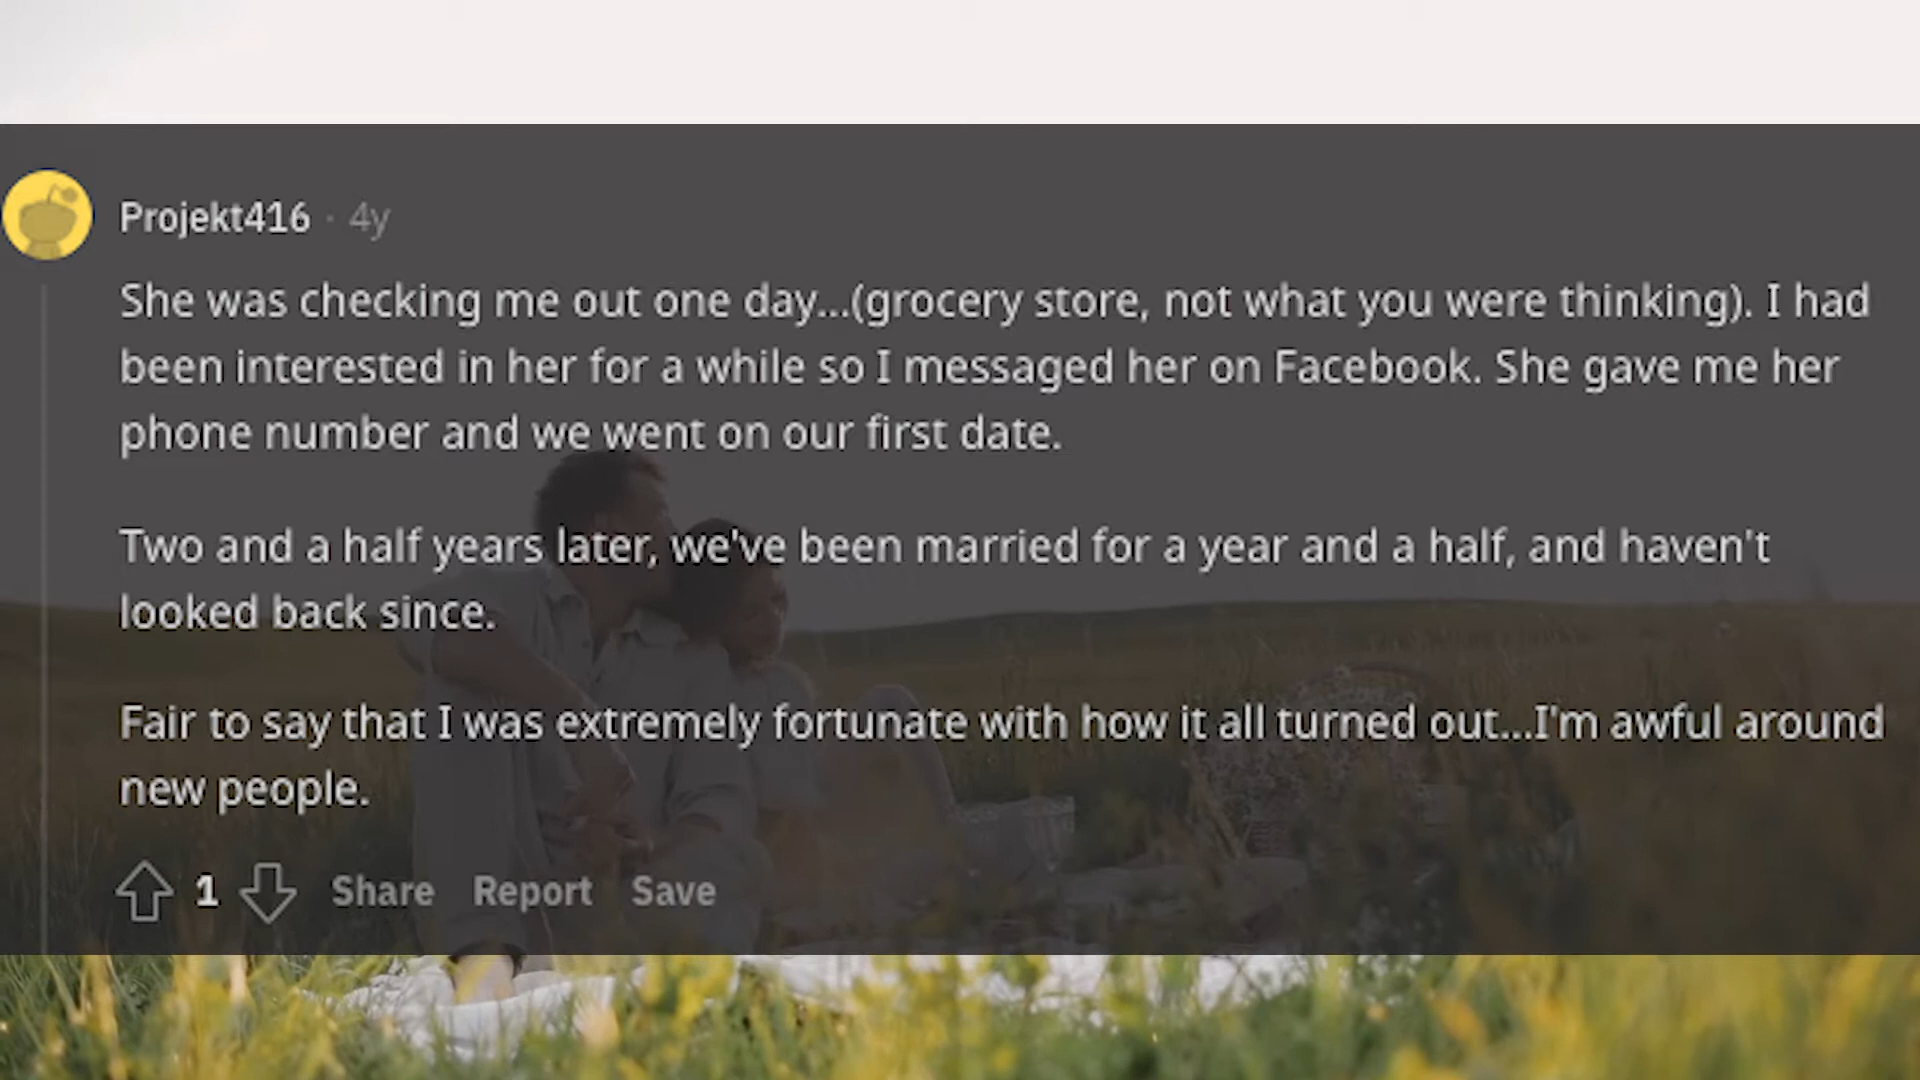 Projekt416 · 4y
She was checking me out one day...(grocery store, not what you were thinking). I had
been interested in her for a while so I messaged her on Facebook. She gave me her
phone number and we went on our first date.
Two and a half years later, we've been married for a year and a half, and haven't
looked back since.
Fair to say that I was extremely fortunate with how it all turned out...I'm awful around
new people.
1 Share Report Save